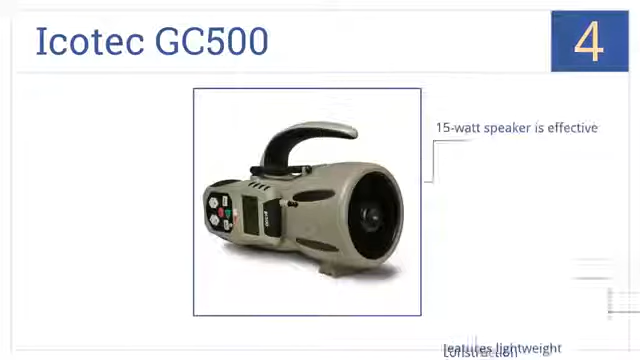 Icotec GC500
4
15-watt speaker is effective
features lightweight
construction